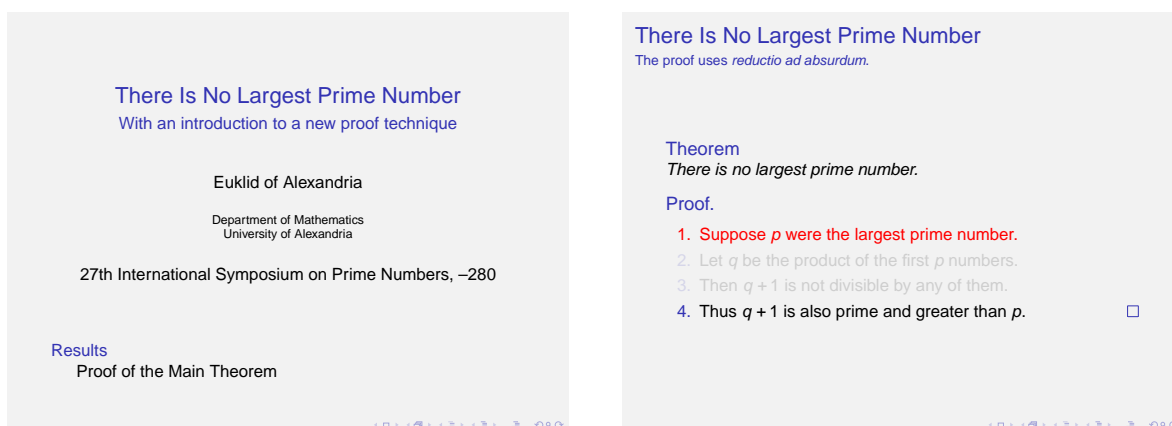 There Is No Largest Prime Number
With an introduction to a new proof technique
Euklid of Alexandria
Department of Mathematics
University of Alexandria
27th International Symposium on Prime Numbers, –280
Results
Proof of the Main Theorem
There Is No Largest Prime Number
The proof uses reductio ad absurdum.
Theorem
There is no largest prime number.
Proof.
1. Suppose p were the largest prime number.
2. Let q be the product of the first p numbers.
3. Then q + 1 is not divisible by any of them.
4. Thus q + 1 is also prime and greater than p.